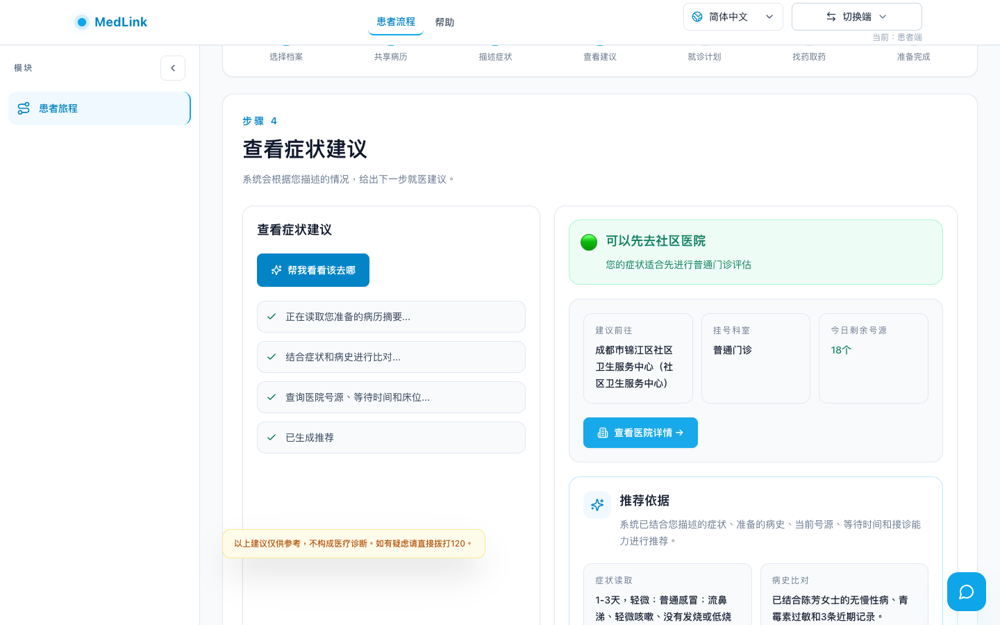 MedLink
患者流程
帮助
简体中文
切换端
当前：患者端
模块
患者旅程
选择档案
共享病历
描述症状
查看建议
就诊计划
找药取药
准备完成
步骤 4
查看症状建议
系统会根据您描述的情况，给出下一步就医建议。
查看症状建议
帮我看看该去哪
正在读取您准备的病历摘要...
结合症状和病史进行比对...
查询医院号源、等待时间和床位...
已生成推荐
可以先去社区医院
您的症状适合先进行普通门诊评估
建议前往
成都市锦江区社区
卫生服务中心（社
区卫生服务中心）
挂号科室
普通门诊
今日剩余号源
18个
查看医院详情 →
推荐依据
系统已结合您描述的症状、准备的病史、当前号源、等待时间和接诊能
力进行推荐。
症状读取
1-3天，轻微：普通感冒：流鼻
涕、轻微咳嗽、没有发烧或低烧
病史比对
已结合陈芳女士的无慢性病、青
霉素过敏和3条近期记录。
以上建议仅供参考，不构成医疗诊断。如有疑虑请直接拨打120。